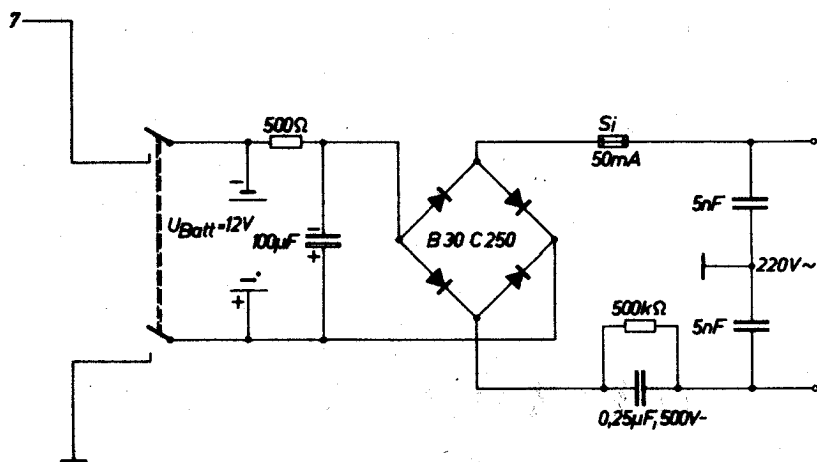 7
500Ω
Si
50mA
-
5nF
U_Batt=12V
-
100µF
+
B30C250
220V~
-
+
500kΩ
5nF
0,25µF, 500V-